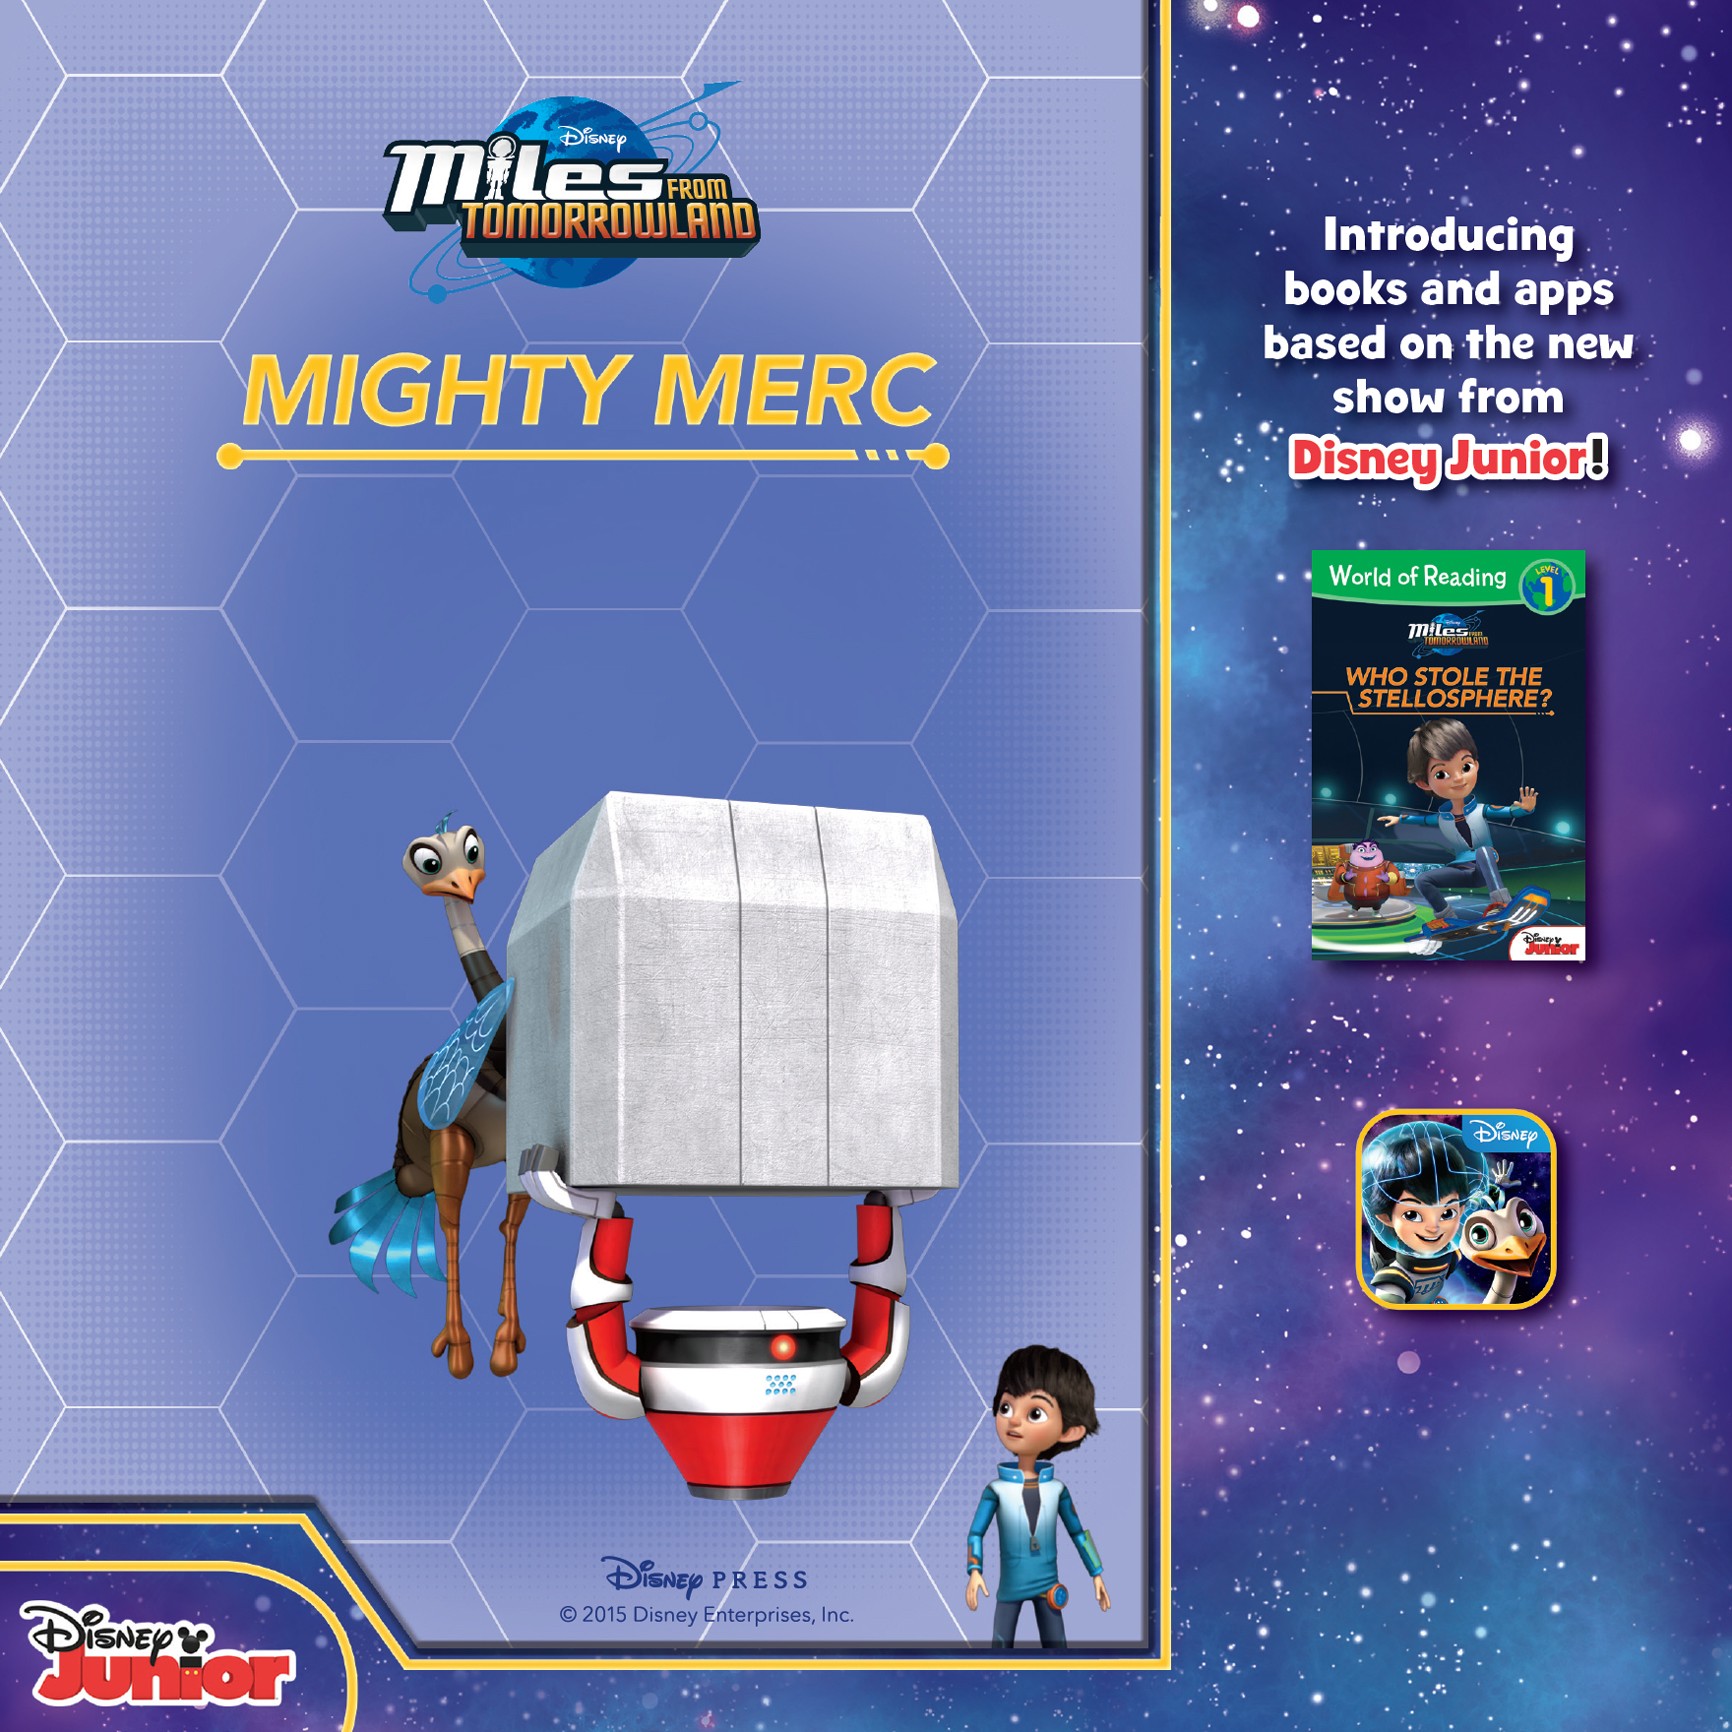 Disney
Miles FROM
TOMORROWLAND
MIGHTY MERC
Disney PRESS
© 2015 Disney Enterprises, Inc.
Disney
Junior
Introducing
books and apps
based on the new
show from
Disney Junior!
World of Reading
LEVEL
1
Disney
Miles FROM
TOMORROWLAND
WHO STOLE THE
STELLOSPHERE?
Disney
Junior
Disney